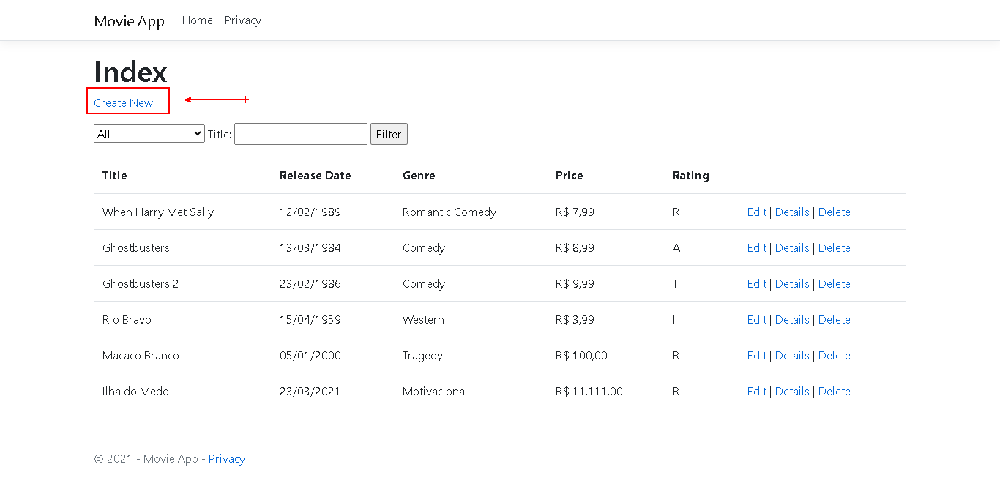 Movie App Home Privacy
Index
Create New
All Title: Filter
Title Release Date Genre Price Rating
When Harry Met Sally 12/02/1989 Romantic Comedy R$ 7,99 R Edit | Details | Delete
Ghostbusters 13/03/1984 Comedy R$ 8,99 A Edit | Details | Delete
Ghostbusters 2 23/02/1986 Comedy R$ 9,99 T Edit | Details | Delete
Rio Bravo 15/04/1959 Western R$ 3,99 I Edit | Details | Delete
Macaco Branco 05/01/2000 Tragedy R$ 100,00 R Edit | Details | Delete
Ilha do Medo 23/03/2021 Motivacional R$ 11.111,00 R Edit | Details | Delete
© 2021 - Movie App - Privacy